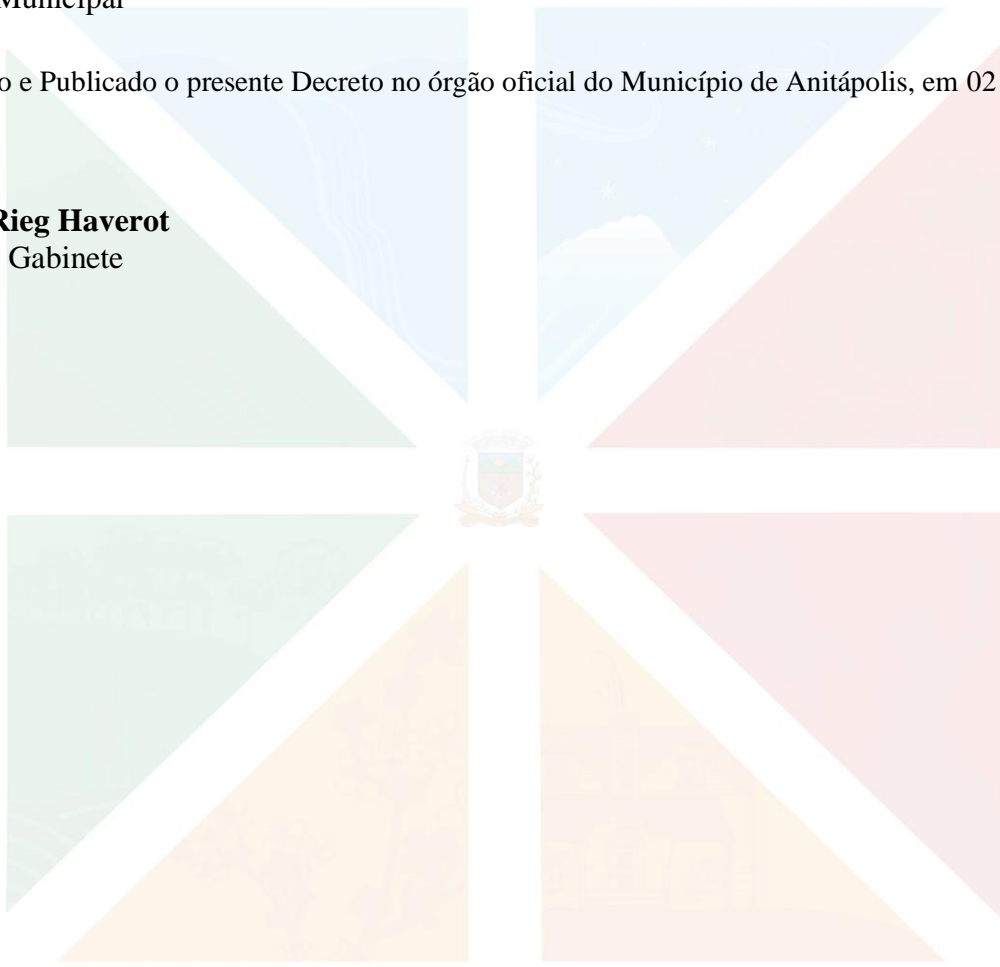 Municipal
o e Publicado o presente Decreto no órgão oficial do Município de Anitápolis, em 02
Rieg Haverot
Gabinete